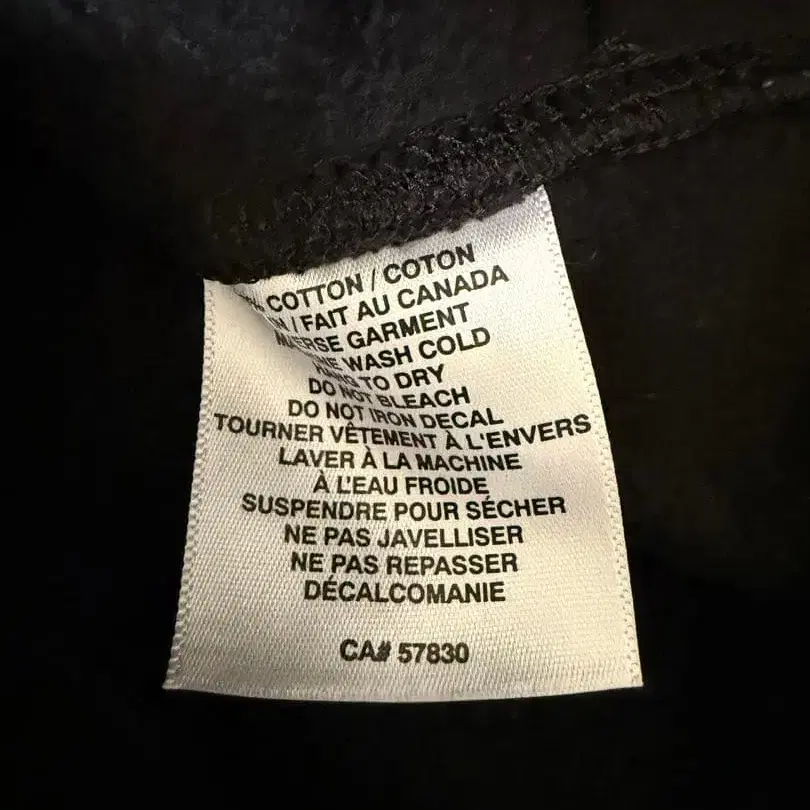 % COTTON / COTON
/ FAIT AU CANADA
GARMENT
WASH COLD
TO DRY
DO NOT BLEACH
DO NOT IRON DECAL
TOURNER VÊTEMENT À L'ENVERS
LAVER À LA MACHINE
À L'EAU FROIDE
SUSPENDRE POUR SÉCHER
NE PAS JAVELLISER
NE PAS REPASSER
DÉCALCOMANIE
CA# 57830